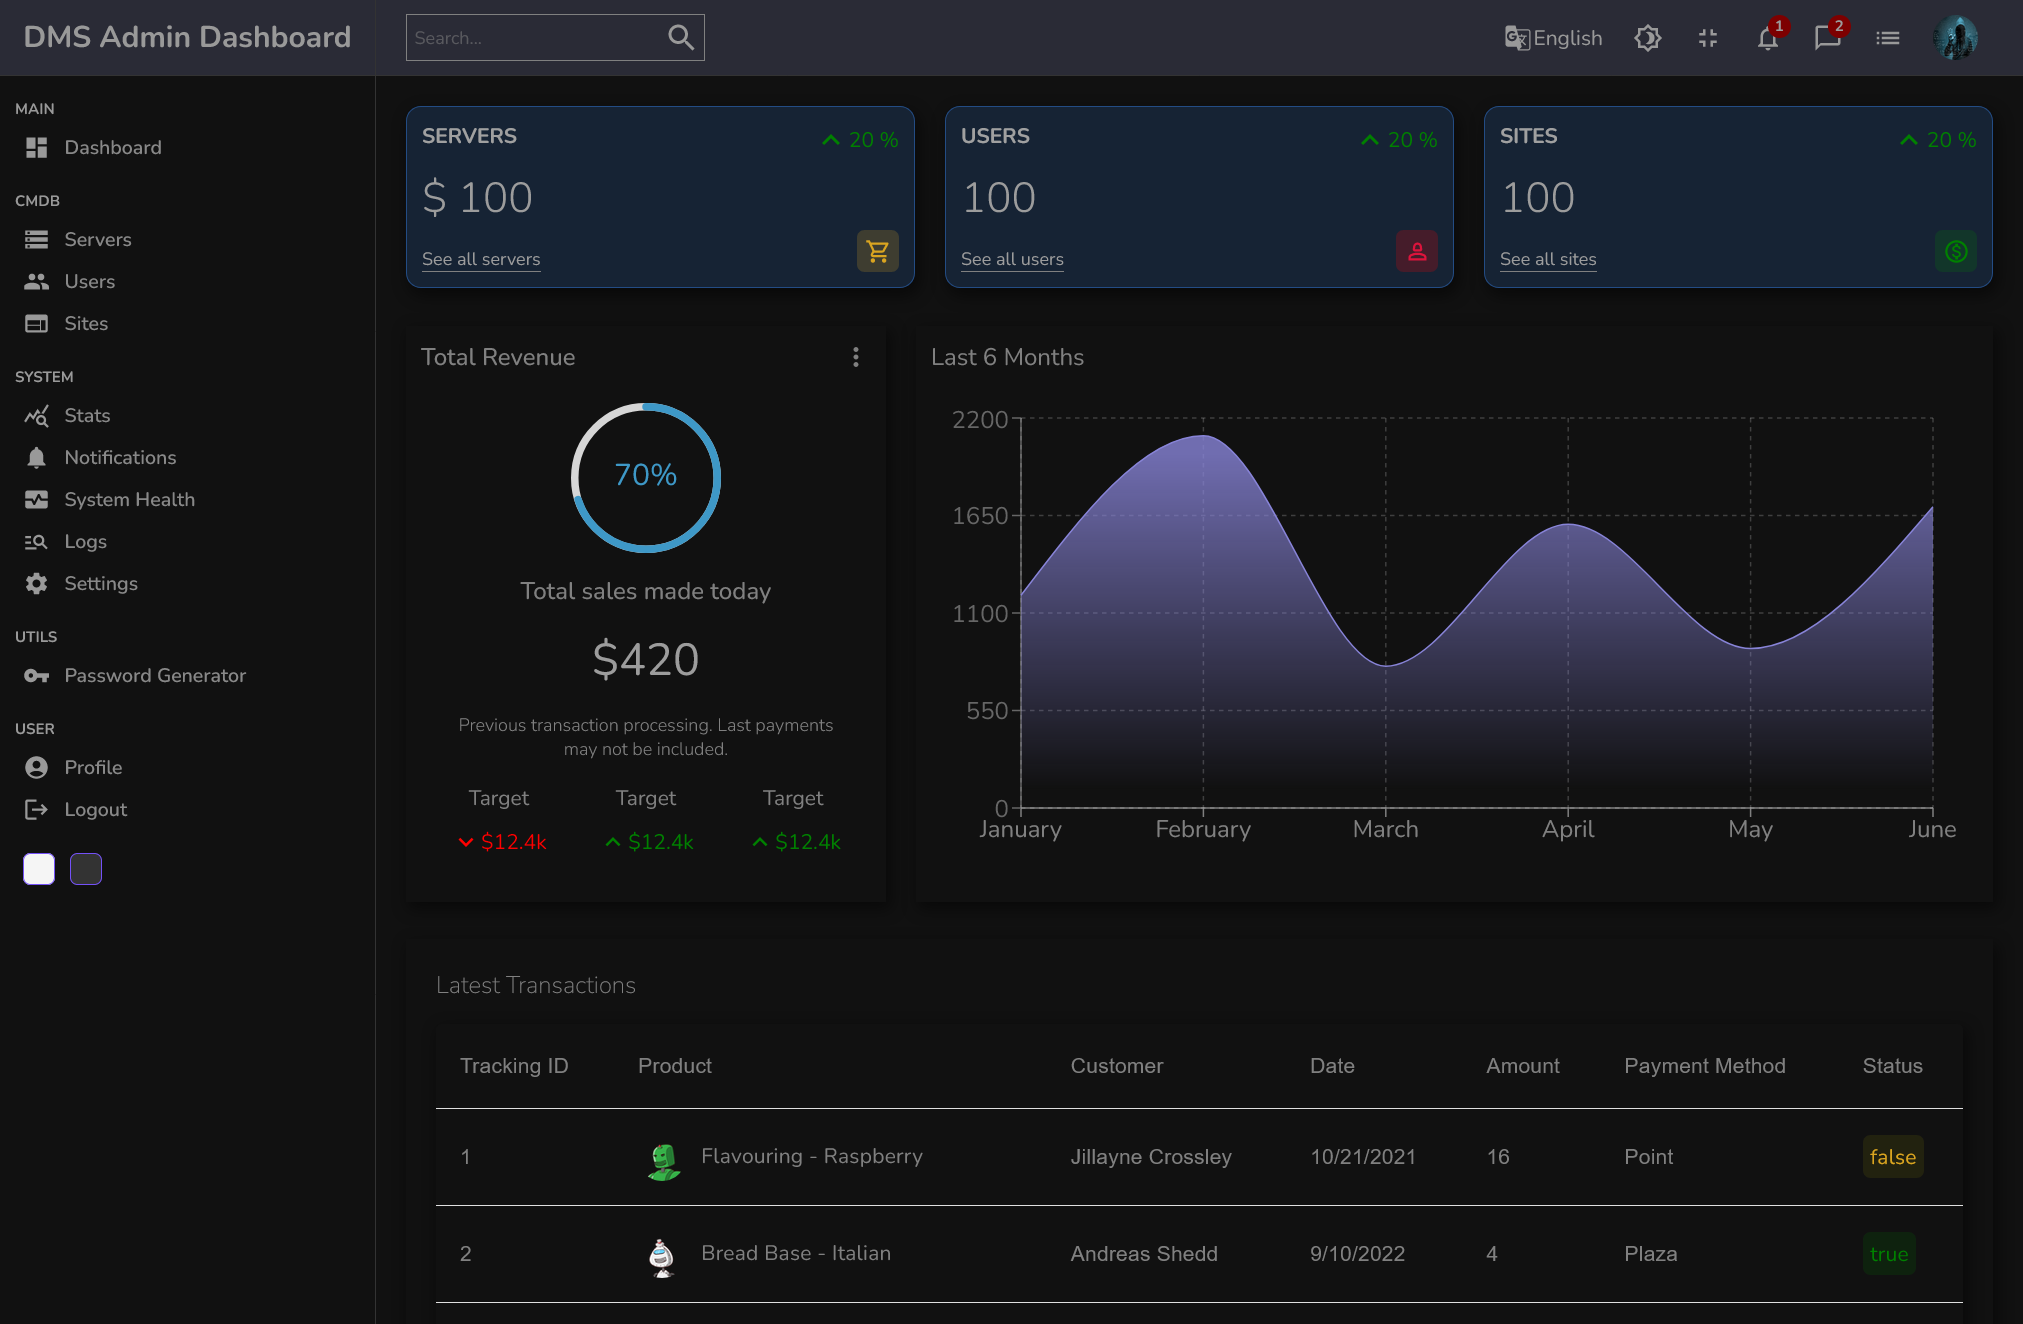 DMS Admin Dashboard
Search...
English
1
2
MAIN
Dashboard
CMDB
Servers
Users
Sites
SYSTEM
Stats
Notifications
System Health
Logs
Settings
UTILS
Password Generator
USER
Profile
Logout
SERVERS
20 %
$ 100
See all servers
USERS
20 %
100
See all users
SITES
20 %
100
See all sites
Total Revenue
70%
Total sales made today
$420
Previous transaction processing. Last payments
may not be included.
Target Target Target
$12.4k $12.4k $12.4k
Last 6 Months
2200
1650
1100
550
0
January February March April May June
Latest Transactions
Tracking ID Product Customer Date Amount Payment Method Status
1 Flavouring - Raspberry Jillayne Crossley 10/21/2021 16 Point false
2 Bread Base - Italian Andreas Shedd 9/10/2022 4 Plaza true